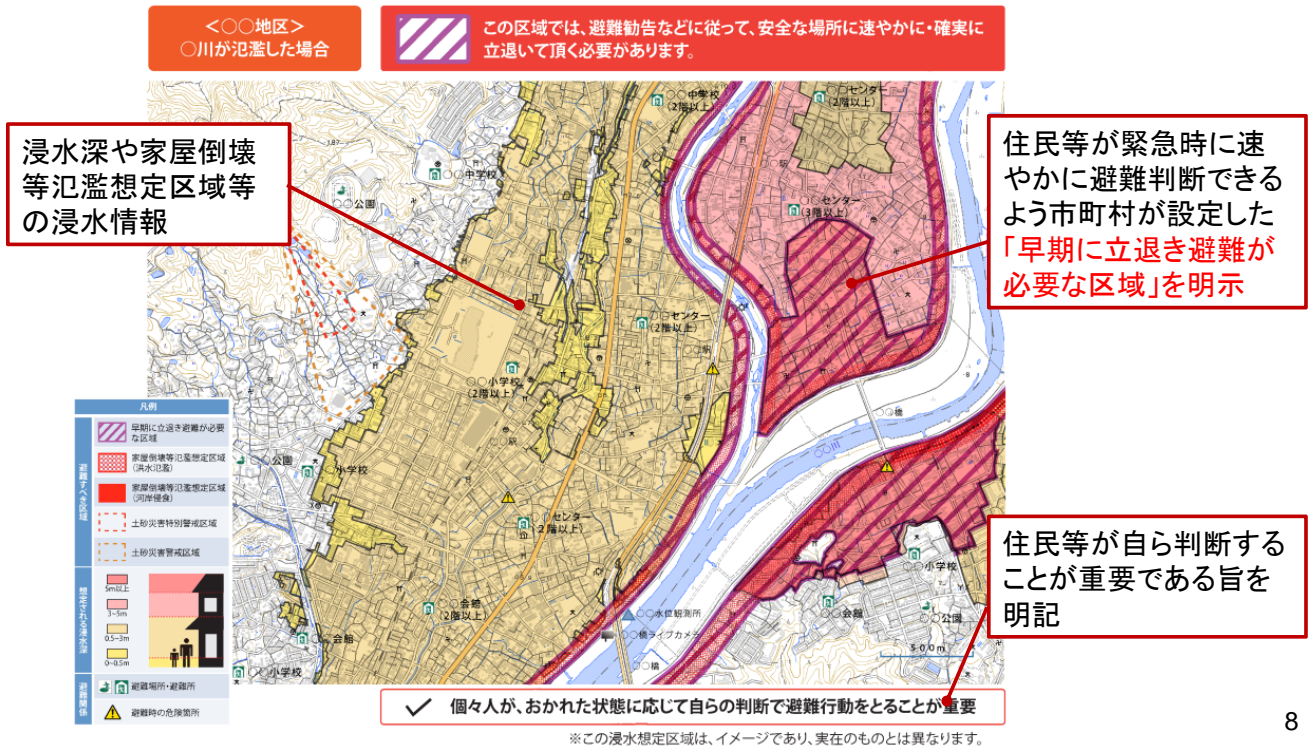 <○○地区>
○川が氾濫した場合
この区域では、避難勧告などに従って、安全な場所に速やかに・確実に
立退いて頂く必要があります。
浸水深や家屋倒壊
等氾濫想定区域等
の浸水情報
住民等が緊急時に速
やかに避難判断できる
よう市町村が設定した
「早期に立退き避難が
必要な区域」を明示
住民等が自ら判断する
ことが重要である旨を
明記
○○中学校
(2階以上)
○○センター
(2階以上)
○○中学校
○○公園
○○駅
○○センター
(3階以上)
○○センター
(2階以上)
○○駅
○○小学校
(2階以上)
○○駅
○○橋
○○川
○○公園
○○小学校
○○センター
(2階以上)
○○小学校
○○会館
(2階以上)
○○水位観測所
○○会館
○○公園
○○橋ライブカメラ
○○会館
○○橋
○○小学校
500m
凡例
避難すべき区域
早期に立退き避難が必要
な区域
家屋倒壊等氾濫想定区域
(洪水氾濫)
家屋倒壊等氾濫想定区域
(河岸侵食)
土砂災害特別警戒区域
土砂災害警戒区域
想定される浸水深
5m以上
3~5m
0.5~3m
0~0.5m
避難関係
避難場所・避難所
避難時の危険箇所
✓ 個々人が、おかれた状態に応じて自らの判断で避難行動をとることが重要
※この浸水想定区域は、イメージであり、実在のものとは異なります。
8